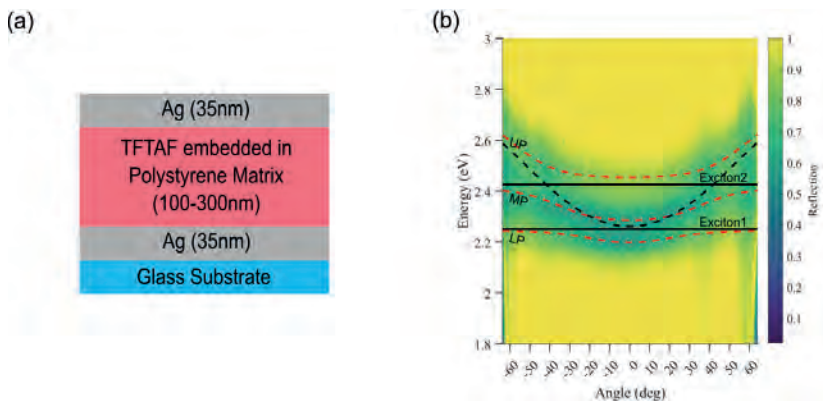 (a)
Ag (35nm)
TFTAF embedded in
Polystyrene Matrix
(100-300nm)
Ag (35nm)
Glass Substrate
(b)
3
2.8
2.6
2.4
2.2
2
1.8
Energy (eV)
UP
Exciton2
MP
Exciton1
LP
-60
-50
-40
-30
-20
-10
0
10
20
30
40
50
60
Angle (deg)
1
0.9
0.8
0.7
0.6
0.5
0.4
0.3
0.2
0.1
Reflection